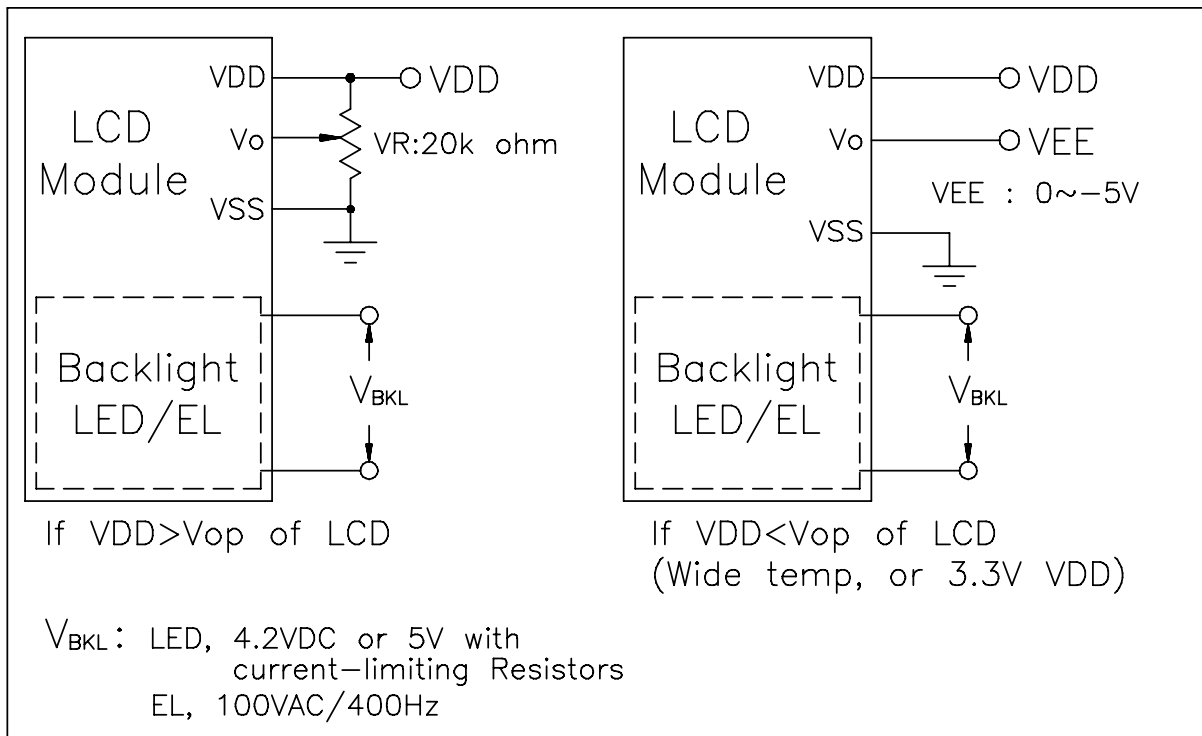 VDD
VDD
LCD
Module
Vo
VR:20k ohm
VSS
Backlight
LED/EL
VBKL
If VDD>Vop of LCD
VDD
VDD
LCD
Module
Vo
VEE
VEE : 0~-5V
VSS
Backlight
LED/EL
VBKL
If VDD<Vop of LCD
(Wide temp, or 3.3V VDD)
VBKL: LED, 4.2VDC or 5V with
current-limiting Resistors
EL, 100VAC/400Hz